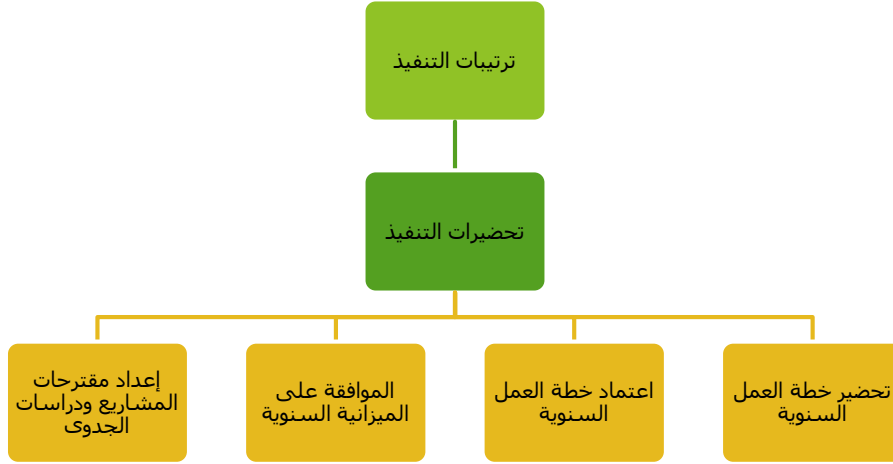 ترتيبات التنفيذ
تحضيرات التنفيذ
تحضير خطة العمل
السنوية
اعتماد خطة العمل
السنوية
الموافقة على
الميزانية السنوية
إعداد مقترحات
المشاريع ودراسات
الجدوى